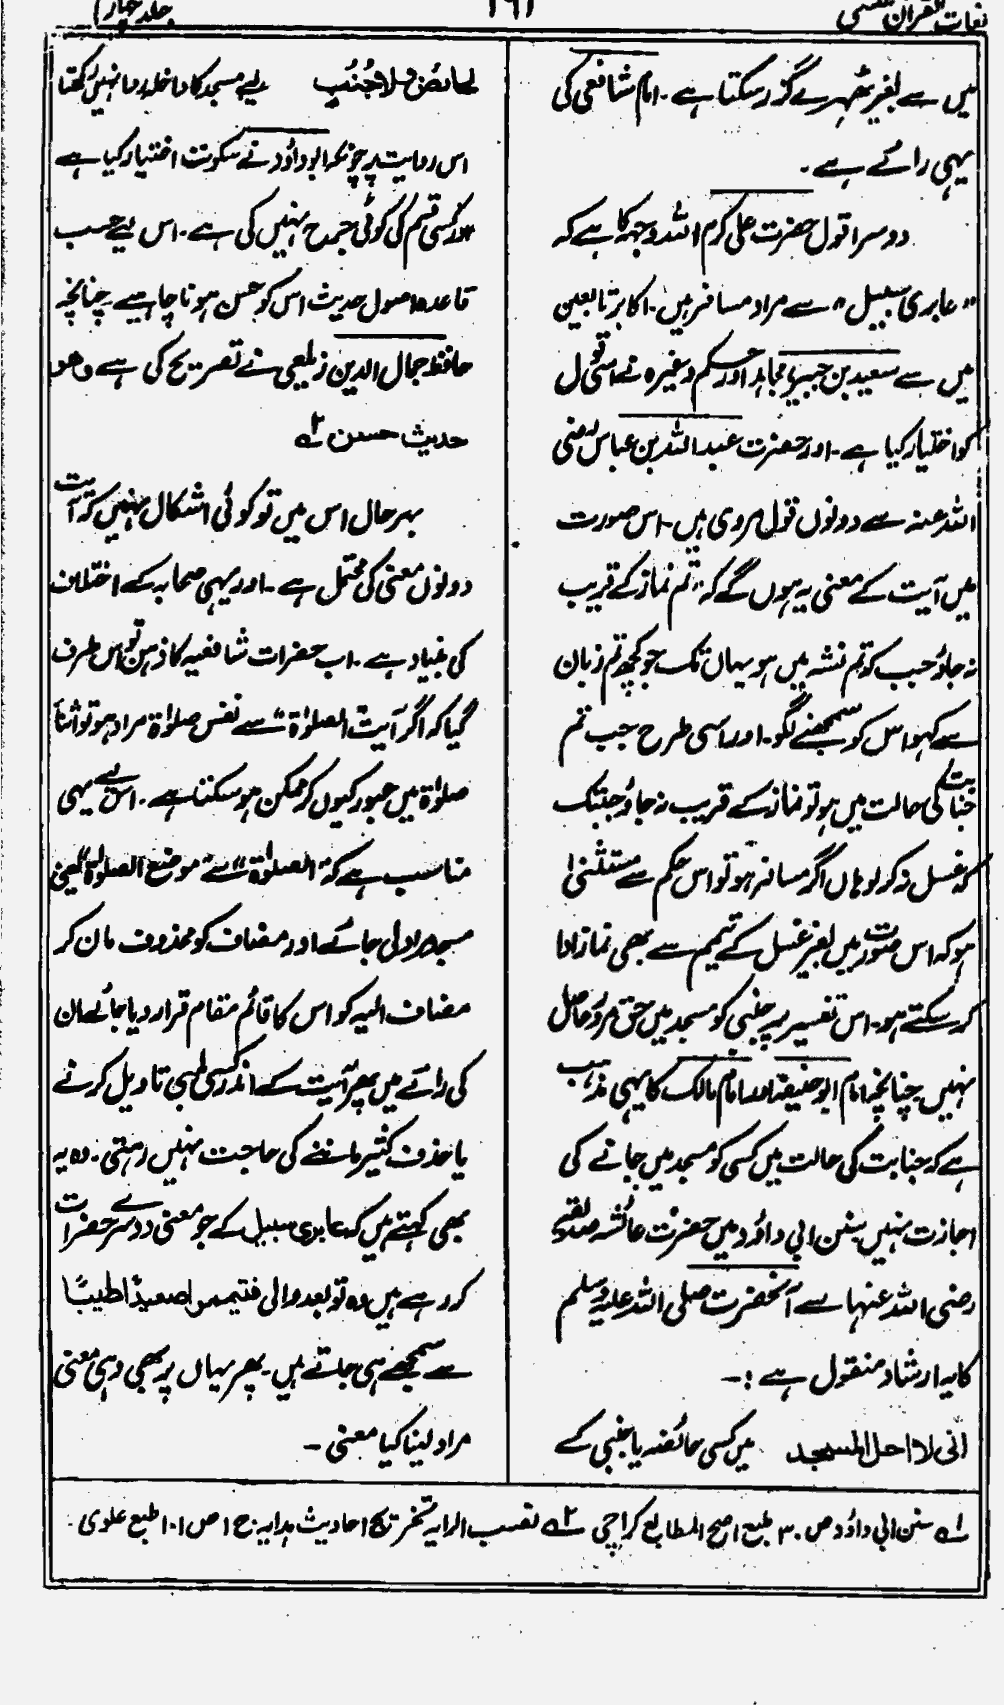 جلد چہارم
۱۶۱
لغات القرآن
میں سے بغیر ٹھہرے گزر سکتا ہے۔ امام شافعی کی
یہی رائے ہے۔
دوسرا قول حضرت علی کرم اللہ وجہہ کا ہے کہ
"عابری سبیل" سے مراد مسافر ہیں۔ اکابر تابعین
میں سے سعید بن جبیر، مجاہد اور حکم وغیرہ نے اسی قول
کو اختیار کیا ہے۔ اور حضرت عبد اللہ بن عباس رضی
اللہ عنہ سے دونوں قول مروی ہیں۔ اس صورت
میں آیت کے معنی یہ ہوں گے کہ "تم نماز کے قریب
نہ جاؤ جب کہ تم نشہ میں ہو یہاں تک جو کچھ تم زبان
سے کہو اس کو سمجھنے لگو۔ اور اسی طرح جب تم
جنابت کی حالت میں ہو تو نماز کے قریب نہ جاؤ جبتک
کہ غسل نہ کر لو ہاں اگر مسافر ہو تو اس حکم سے مستثنیٰ
ہو کہ اس صورت میں بغیر غسل کے تیمم سے بھی نماز ادا
کر سکتے ہو۔ اس تفسیر پر جنبی کو مسجد میں حق مرور حاصل
نہیں چنانچہ امام ابو حنیفہ اور امام مالک کا یہی مذہب
ہے کہ جنابت کی حالت میں کسی کو مسجد میں جانے کی
اجازت نہیں سنن ابی داؤد میں حضرت عائشہ صدیقہ
رضی اللہ عنہا سے آنحضرت صلی اللہ علیہ وسلم
کا یہ ارشاد منقول ہے :۔
انی لا احل المسجد میں کسی حائضہ یا جنبی کے
لحائض ولا جُنُبٍ لیے مسجد کا داخلہ روا نہیں رکھتا
اس روایت پر چونکہ ابو داؤد نے سکوت اختیار کیا ہے
اور کسی قسم کی کوئی جرح نہیں کی ہے۔ اس لیے حسب
قاعدہ اصول حدیث اس کو حسن ہونا چاہیے چنانچہ
حافظ جمال الدین زیلعی نے تصریح کی ہے وھو
حدیث حسن ۲؎
بہر حال اس میں تو کوئی اشکال نہیں کہ آیت
دونوں معنی کی محتمل ہے۔ اور یہی صحابہ کے اختلاف
کی بنیاد ہے۔ اب حضرات شافعیہ کا ذہن تو اس طرف
گیا کہ اگر آیت "الصلوٰۃ" سے نفس صلوٰۃ مراد ہو تو اثنا
صلوٰۃ میں عبور کیوں کر ممکن ہو سکتا ہے۔ اس لیے یہی
مناسب ہے کہ "الصلوٰۃ" سے "موضع الصلوٰۃ" یعنی
مسجد مراد لی جائے اور مضاف کو محذوف مان کر
مضاف الیہ کو اس کا قائم مقام قرار دیا جائے ان
کی رائے میں پھر آیت کے اندر کسی لمبی تاویل کرنے
یا حذف کثیر ماننے کی حاجت نہیں رہتی۔ وہ یہ
بھی کہتے ہیں کہ عابری سبیل کے جو معنی دوسرے حضرات
کر رہے ہیں وہ تو بعد والی فتیمموا صعیدًا طیبًا
سے سمجھے ہی جاتے ہیں۔ پھر یہاں پر بھی وہی معنی
مراد لینا کیا معنی ۔
۱؎ سنن ابی داؤد ص ۳۰ طبع اصح المطابع کراچی ۲؎ نصب الرایہ تخریج احادیث ہدایہ ج ۱ ص ۱۰۱ طبع علوی۔